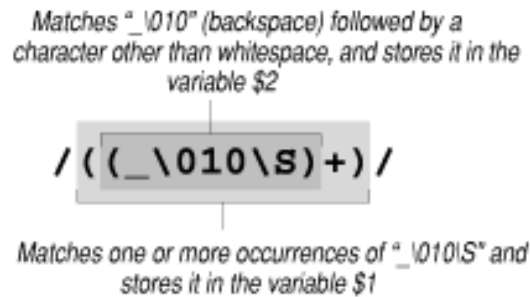 Matches “_\010” (backspace) followed by a
character other than whitespace, and stores it in the
variable $2
/((_\010\S)+)/
Matches one or more occurrences of “_\010\S” and
stores it in the variable $1